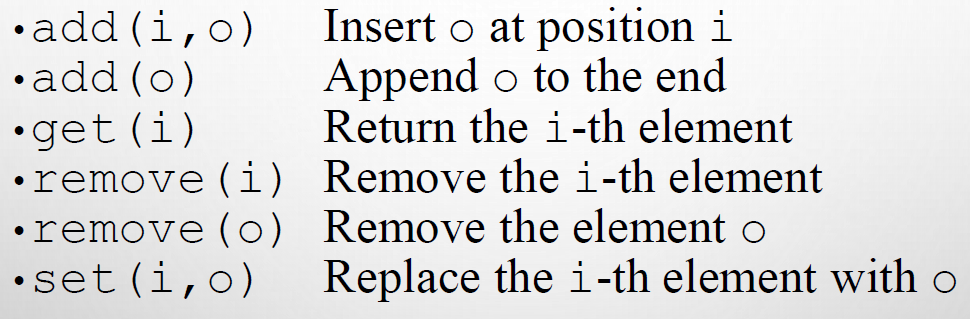 •add(i,o) Insert o at position i
•add(o) Append o to the end
•get(i) Return the i-th element
•remove(i) Remove the i-th element
•remove(o) Remove the element o
•set(i,o) Replace the i-th element with o